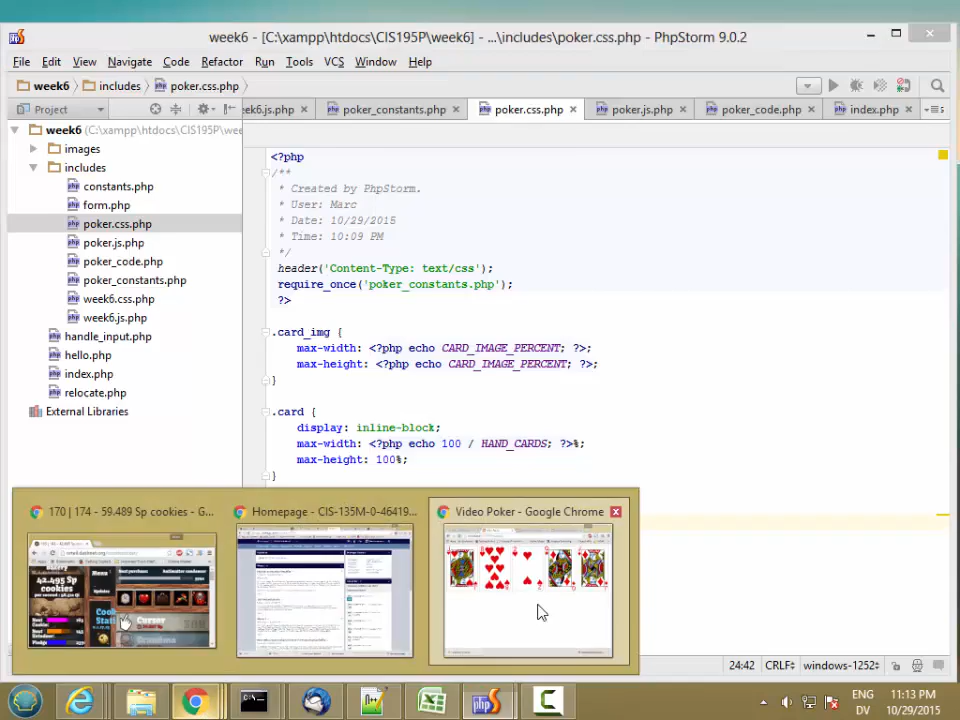 week6 - [C:\xampp\htdocs\CIS195P\week6] - ...\includes\poker.css.php - PhpStorm 9.0.2
File Edit View Navigate Code Refactor Run Tools VCS Window Help
week6 includes poker.css.php
Project
ek6.js.php poker_constants.php poker.css.php poker.js.php poker_code.php index.php
week6 (C:\xampp\htdocs\CIS195P\wee
images
includes
constants.php
form.php
poker.css.php
poker.js.php
poker_code.php
poker_constants.php
week6.css.php
week6.js.php
handle_input.php
hello.php
index.php
relocate.php
External Libraries
<?php
/**
* Created by PhpStorm.
* User: Marc
* Date: 10/29/2015
* Time: 10:09 PM
*/
header('Content-Type: text/css');
require_once('poker_constants.php');
?>
.card_img {
max-width: <?php echo CARD_IMAGE_PERCENT; ?>;
max-height: <?php echo CARD_IMAGE_PERCENT; ?>;
}
.card {
display: inline-block;
max-width: <?php echo 100 / HAND_CARDS; ?>%;
max-height: 100%;
}
170 | 174 - 59.489 Sp cookies - G...
Homepage - CIS-135M-0-46419...
Video Poker - Google Chrome
42.495 Sp
cookies
Menu
Cursor
Grandma
24:42 CRLF windows-1252
ENG
DV
11:13 PM
10/29/2015